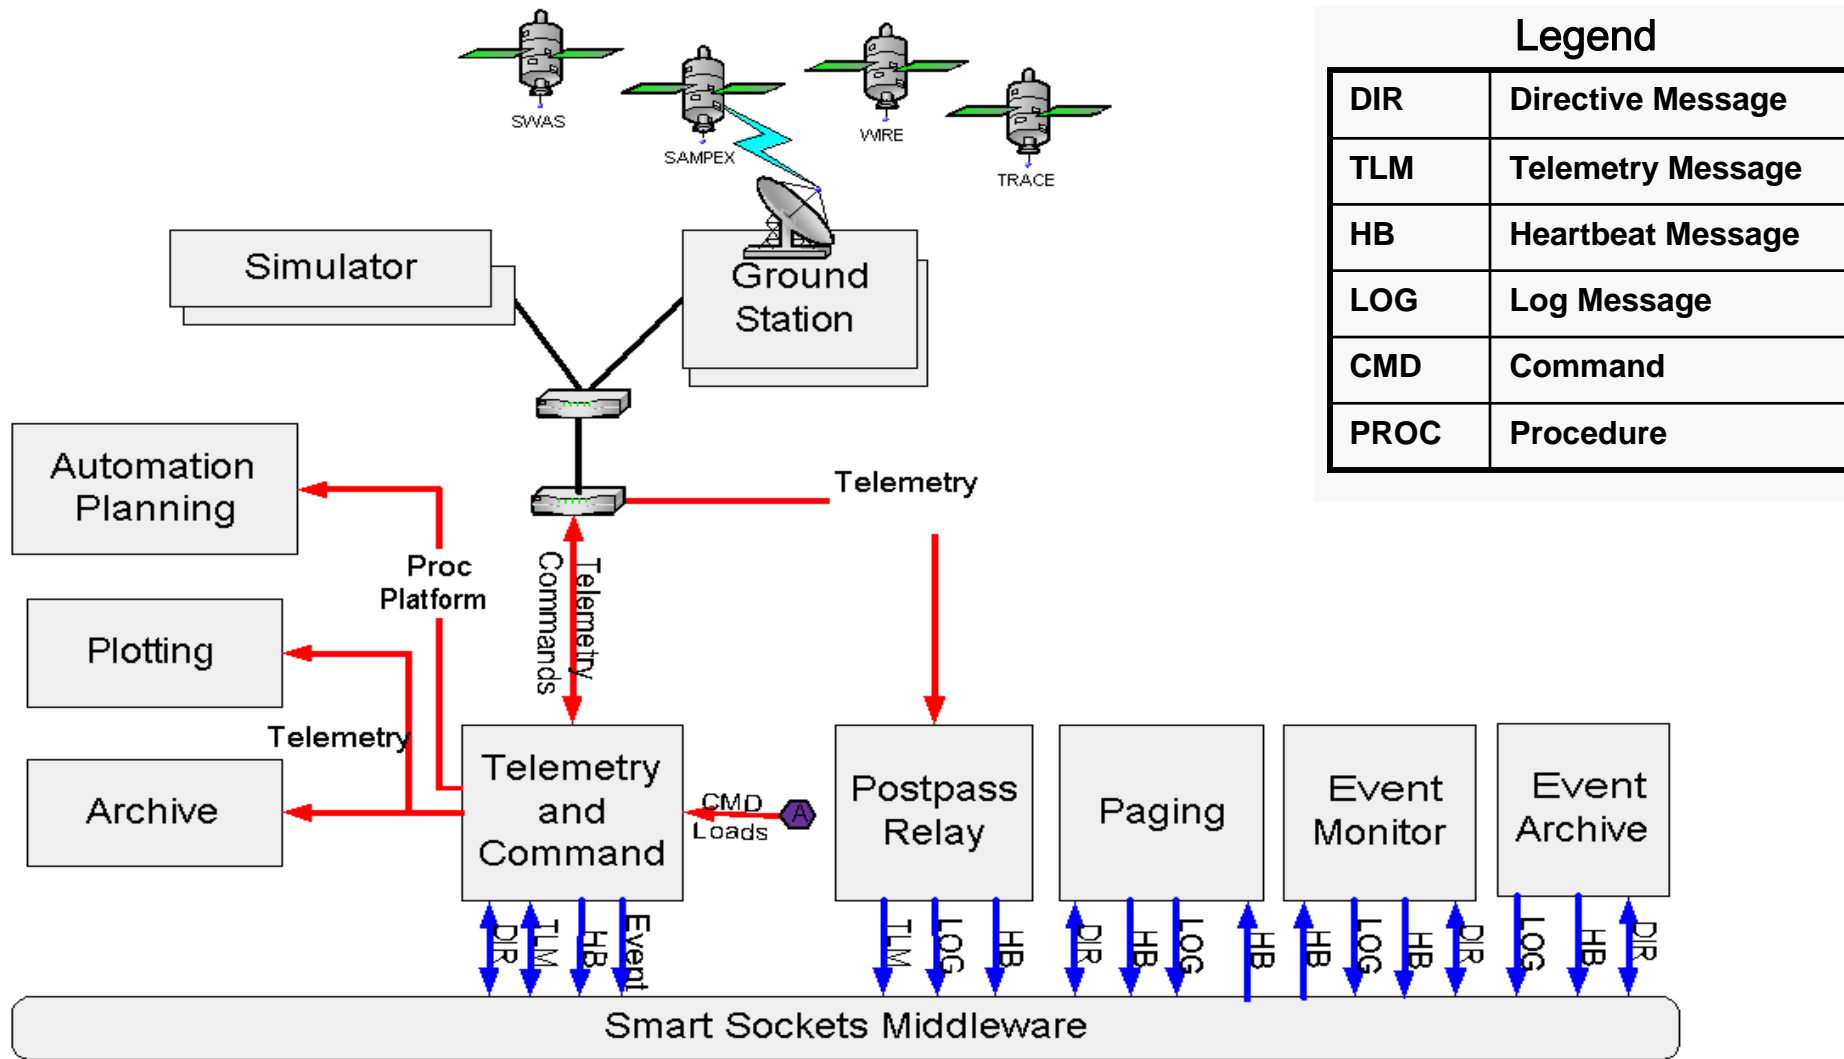 Legend
DIR Directive Message
TLM Telemetry Message
HB Heartbeat Message
LOG Log Message
CMD Command
PROC Procedure
SWAS
SAMPEX
WIRE
TRACE
Simulator
Ground
Station
Automation
Planning
Telemetry
Proc
Platform
Telemetry
Commands
Plotting
Telemetry
Archive
Telemetry
and
Command
CMD
Loads
A
Postpass
Relay
Paging
Event
Monitor
Event
Archive
DIR
TLM
HB
Event
TLM
LOG
HB
DIR
HB
LOG
HB
HB
LOG
HB
DIR
LOG
HB
DIR
Smart Sockets Middleware